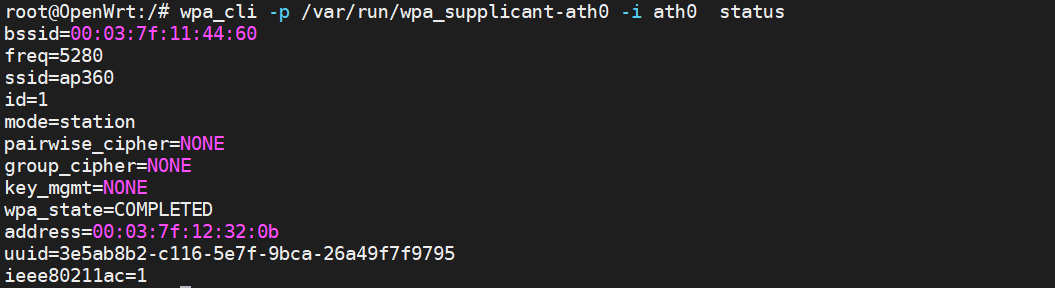 root@OpenWrt:/# wpa_cli -p /var/run/wpa_supplicant-ath0 -i ath0  status
bssid=00:03:7f:11:44:60
freq=5280
ssid=ap360
id=1
mode=station
pairwise_cipher=NONE
group_cipher=NONE
key_mgmt=NONE
wpa_state=COMPLETED
address=00:03:7f:12:32:0b
uuid=3e5ab8b2-c116-5e7f-9bca-26a49f7f9795
ieee80211ac=1